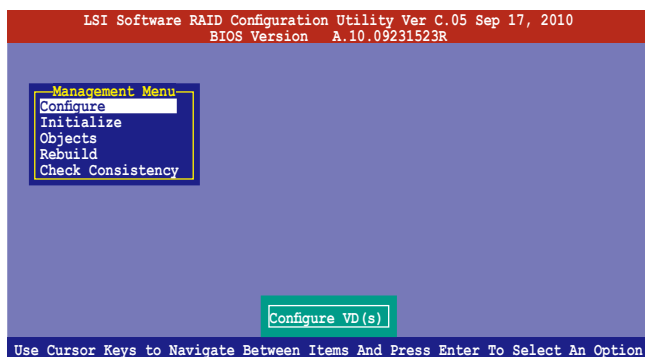 LSI Software RAID Configuration Utility Ver C.05 Sep 17, 2010
BIOS Version A.10.09231523R
Management Menu
Configure
Initialize
Objects
Rebuild
Check Consistency
Configure VD(s)
Use Cursor Keys to Navigate Between Items And Press Enter To Select An Option